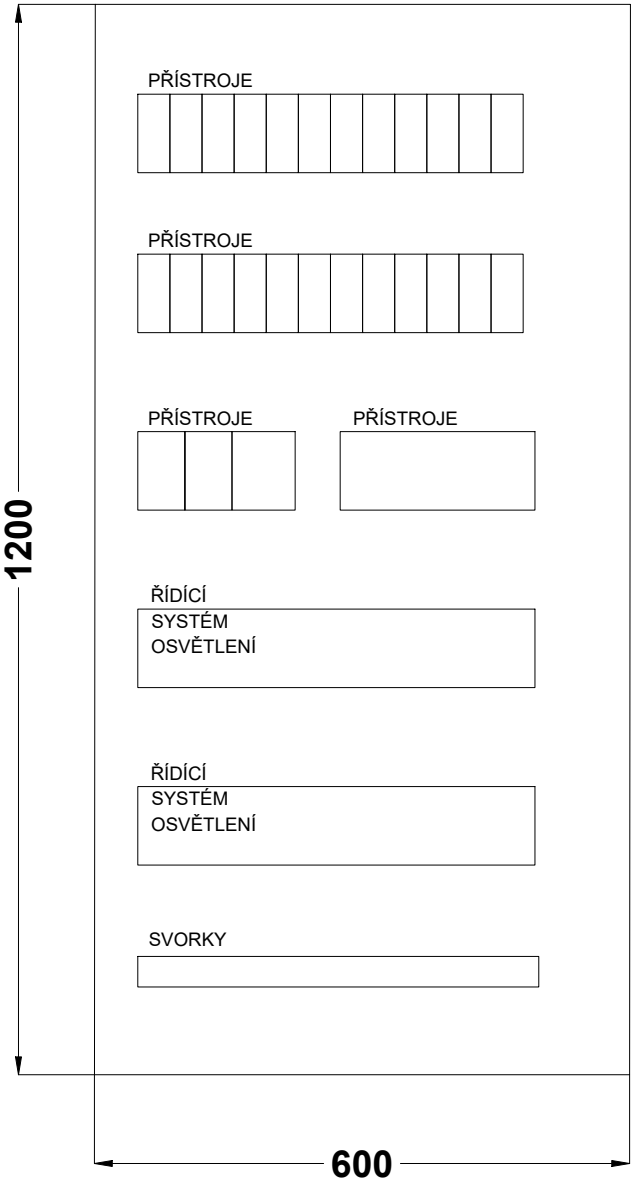 PŘÍSTROJE
PŘÍSTROJE
PŘÍSTROJE
PŘÍSTROJE
1200
ŘÍDÍCÍ
SYSTÉM
OSVĚTLENÍ
ŘÍDÍCÍ
SYSTÉM
OSVĚTLENÍ
SVORKY
600